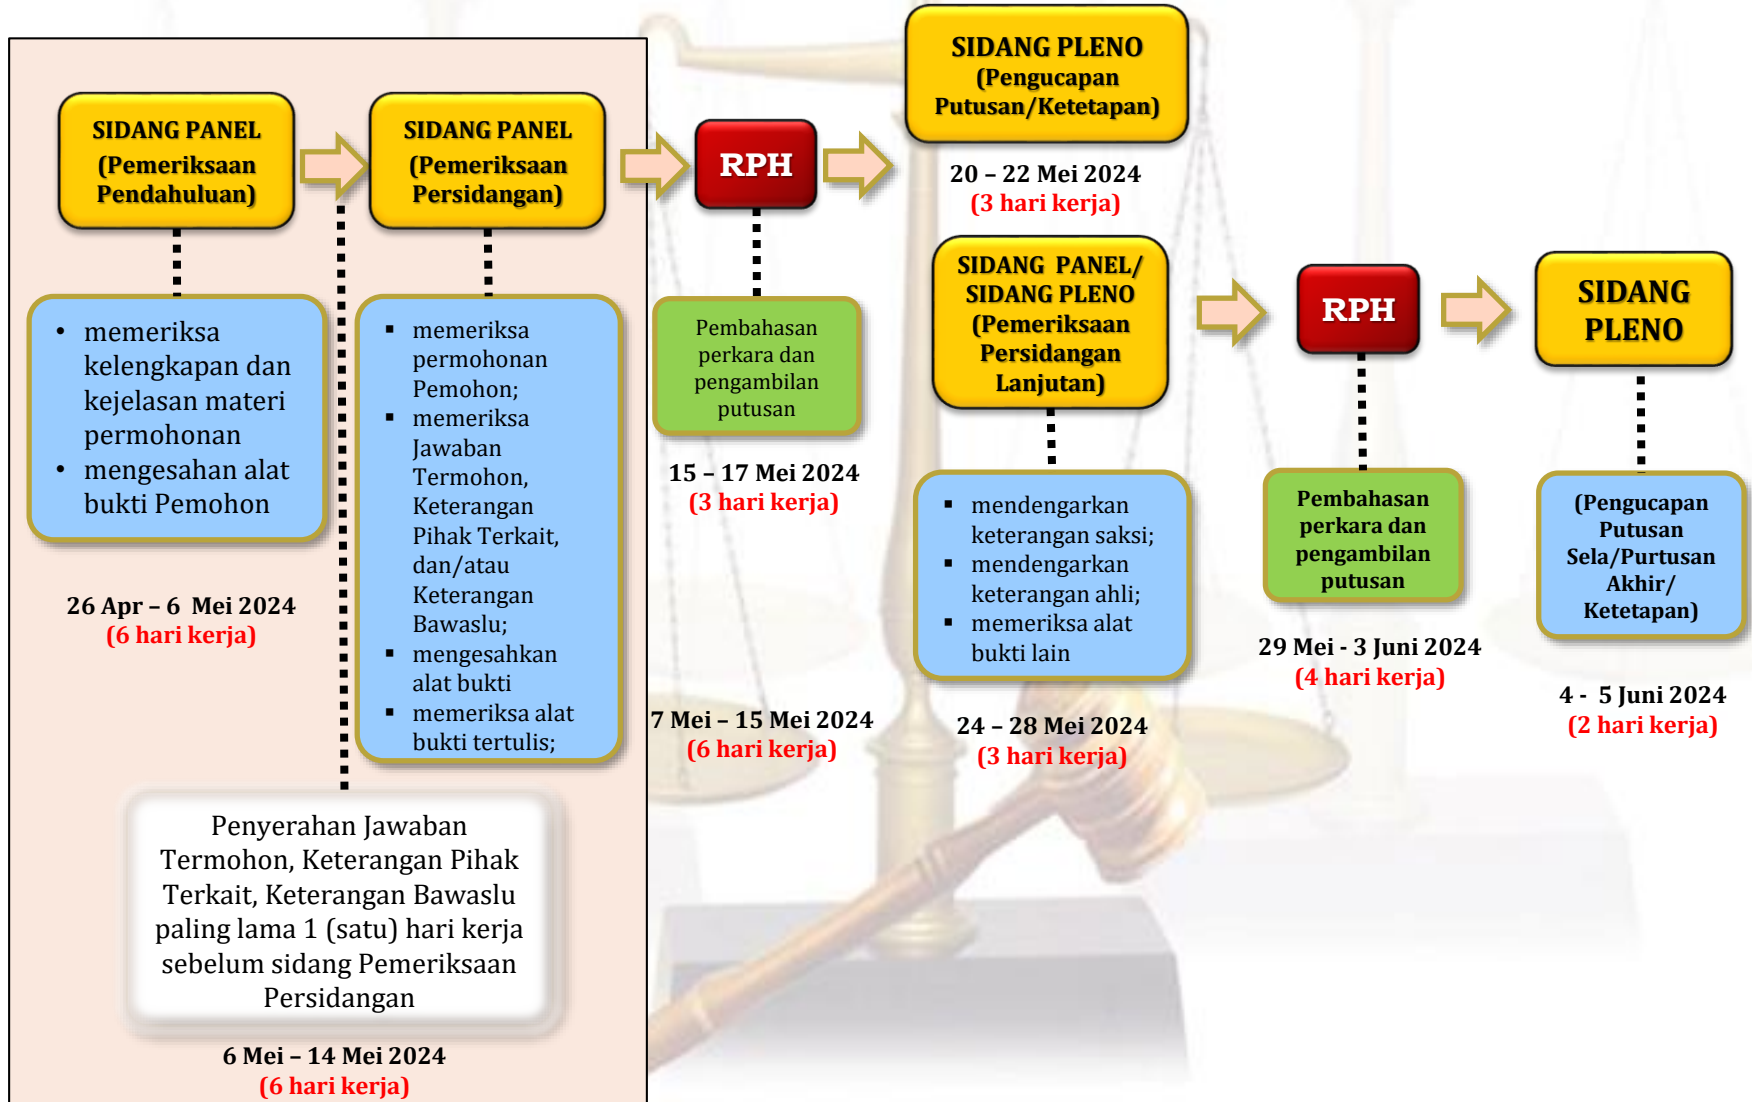 SIDANG PANEL
(Pemeriksaan
Pendahuluan)
• memeriksa
kelengkapan dan
kejelasan materi
permohonan
• mengesahan alat
bukti Pemohon
26 Apr – 6 Mei 2024
(6 hari kerja)
SIDANG PANEL
(Pemeriksaan
Persidangan)
▪ memeriksa
permohonan
Pemohon;
▪ memeriksa
Jawaban
Termohon,
Keterangan
Pihak Terkait,
dan/atau
Keterangan
Bawaslu;
▪ mengesahkan
alat bukti
▪ memeriksa alat
bukti tertulis;
7 Mei – 15 Mei 2024
(6 hari kerja)
Penyerahan Jawaban
Termohon, Keterangan Pihak
Terkait, Keterangan Bawaslu
paling lama 1 (satu) hari kerja
sebelum sidang Pemeriksaan
Persidangan
6 Mei – 14 Mei 2024
(6 hari kerja)
RPH
Pembahasan
perkara dan
pengambilan
putusan
15 – 17 Mei 2024
(3 hari kerja)
SIDANG PLENO
(Pengucapan
Putusan/Ketetapan)
20 – 22 Mei 2024
(3 hari kerja)
SIDANG PANEL/
SIDANG PLENO
(Pemeriksaan
Persidangan
Lanjutan)
▪ mendengarkan
keterangan saksi;
▪ mendengarkan
keterangan ahli;
▪ memeriksa alat
bukti lain
24 – 28 Mei 2024
(3 hari kerja)
RPH
Pembahasan
perkara dan
pengambilan
putusan
29 Mei - 3 Juni 2024
(4 hari kerja)
SIDANG
PLENO
(Pengucapan
Putusan
Sela/Purtusan
Akhir/
Ketetapan)
4 - 5 Juni 2024
(2 hari kerja)